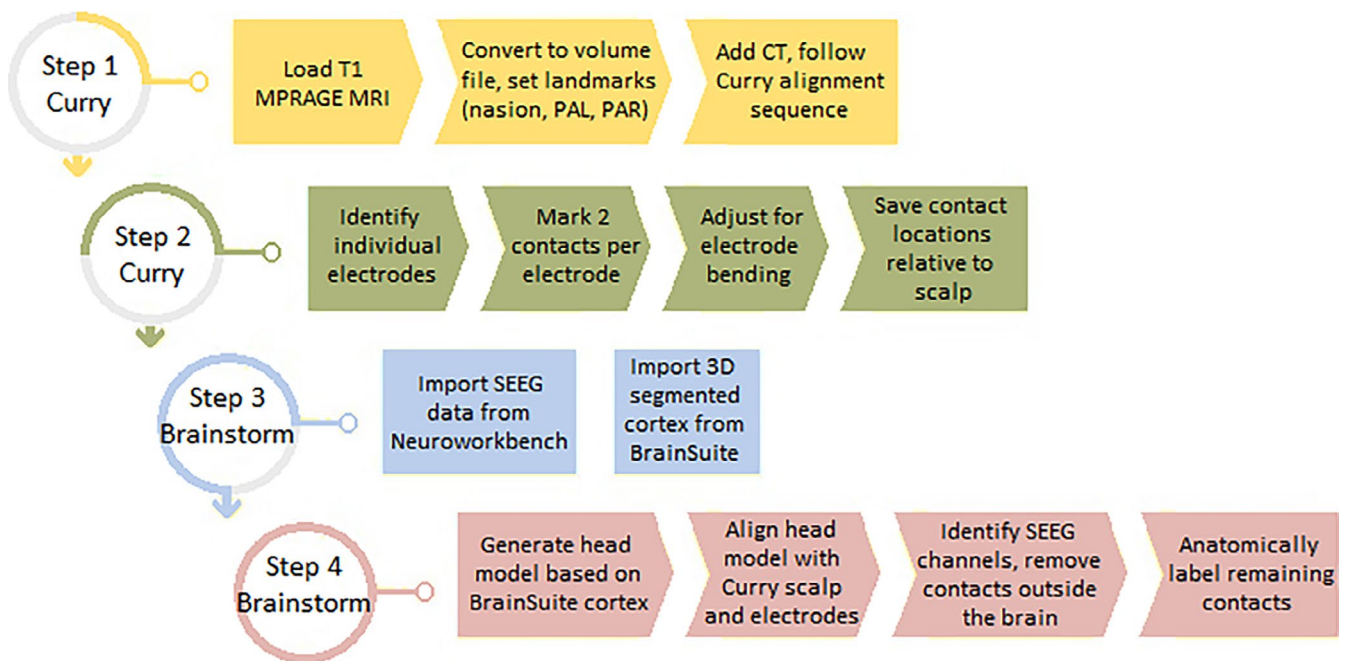 Step 1
Curry
Load T1
MPRAGE MRI
Convert to volume
file, set landmarks
(nasion, PAL, PAR)
Add CT, follow
Curry alignment
sequence
Step 2
Curry
Identify
individual
electrodes
Mark 2
contacts per
electrode
Adjust for
electrode
bending
Save contact
locations
relative to
scalp
Step 3
Brainstorm
Import SEEG
data from
Neuroworkbench
Import 3D
segmented
cortex from
BrainSuite
Step 4
Brainstorm
Generate head
model based on
BrainSuite cortex
Align head
model with
Curry scalp
and electrodes
Identify SEEG
channels, remove
contacts outside
the brain
Anatomically
label remaining
contacts